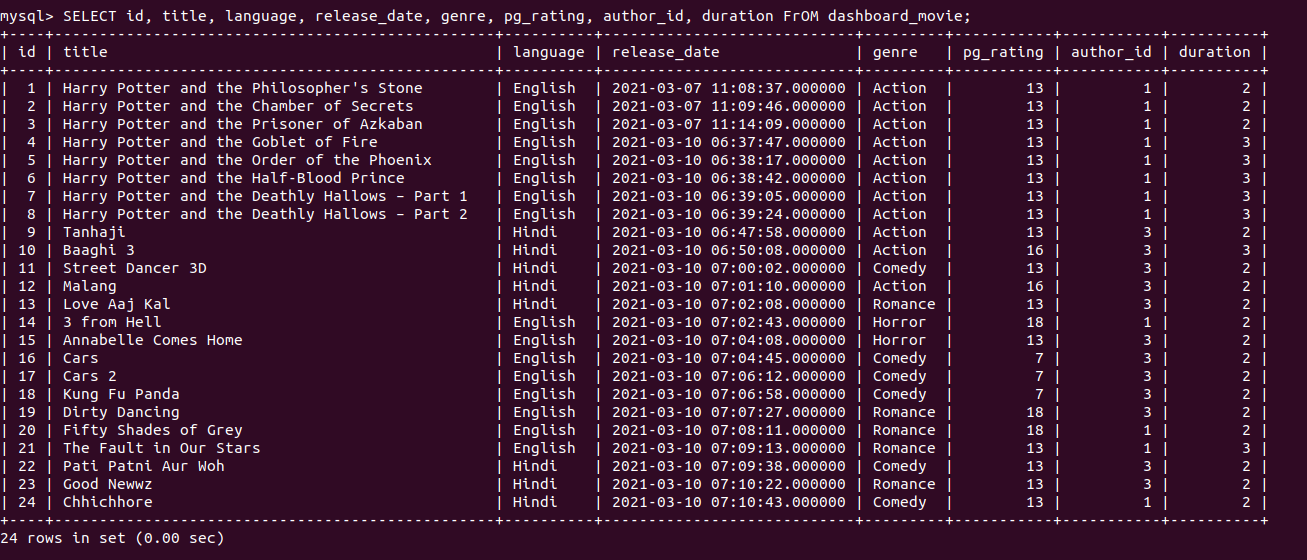 mysql> SELECT id, title, language, release_date, genre, pg_rating, author_id, duration FrOM dashboard_movie;
+----+-------------------------------------------------+----------+----------------------------+---------+-----------+-----------+----------+
| id | title                                           | language | release_date               | genre   | pg_rating | author_id | duration |
+----+-------------------------------------------------+----------+----------------------------+---------+-----------+-----------+----------+
|  1 | Harry Potter and the Philosopher's Stone        | English  | 2021-03-07 11:08:37.000000 | Action  |        13 |         1 |        2 |
|  2 | Harry Potter and the Chamber of Secrets         | English  | 2021-03-07 11:09:46.000000 | Action  |        13 |         1 |        2 |
|  3 | Harry Potter and the Prisoner of Azkaban        | English  | 2021-03-07 11:14:09.000000 | Action  |        13 |         1 |        2 |
|  4 | Harry Potter and the Goblet of Fire             | English  | 2021-03-10 06:37:47.000000 | Action  |        13 |         1 |        3 |
|  5 | Harry Potter and the Order of the Phoenix       | English  | 2021-03-10 06:38:17.000000 | Action  |        13 |         1 |        3 |
|  6 | Harry Potter and the Half-Blood Prince          | English  | 2021-03-10 06:38:42.000000 | Action  |        13 |         1 |        3 |
|  7 | Harry Potter and the Deathly Hallows – Part 1   | English  | 2021-03-10 06:39:05.000000 | Action  |        13 |         1 |        3 |
|  8 | Harry Potter and the Deathly Hallows – Part 2   | English  | 2021-03-10 06:39:24.000000 | Action  |        13 |         1 |        3 |
|  9 | Tanhaji                                         | Hindi    | 2021-03-10 06:47:58.000000 | Action  |        13 |         3 |        2 |
| 10 | Baaghi 3                                        | Hindi    | 2021-03-10 06:50:08.000000 | Action  |        16 |         3 |        3 |
| 11 | Street Dancer 3D                                | Hindi    | 2021-03-10 07:00:02.000000 | Comedy  |        13 |         3 |        2 |
| 12 | Malang                                          | Hindi    | 2021-03-10 07:01:10.000000 | Action  |        16 |         3 |        2 |
| 13 | Love Aaj Kal                                    | Hindi    | 2021-03-10 07:02:08.000000 | Romance |        13 |         3 |        2 |
| 14 | 3 from Hell                                     | English  | 2021-03-10 07:02:43.000000 | Horror  |        18 |         1 |        2 |
| 15 | Annabelle Comes Home                            | English  | 2021-03-10 07:04:08.000000 | Horror  |        13 |         3 |        2 |
| 16 | Cars                                            | English  | 2021-03-10 07:04:45.000000 | Comedy  |         7 |         3 |        2 |
| 17 | Cars 2                                          | English  | 2021-03-10 07:06:12.000000 | Comedy  |         7 |         3 |        2 |
| 18 | Kung Fu Panda                                   | English  | 2021-03-10 07:06:58.000000 | Comedy  |         7 |         3 |        2 |
| 19 | Dirty Dancing                                   | English  | 2021-03-10 07:07:27.000000 | Romance |        18 |         3 |        2 |
| 20 | Fifty Shades of Grey                            | English  | 2021-03-10 07:08:11.000000 | Romance |        18 |         1 |        2 |
| 21 | The Fault in Our Stars                          | English  | 2021-03-10 07:09:13.000000 | Romance |        13 |         1 |        3 |
| 22 | Pati Patni Aur Woh                              | Hindi    | 2021-03-10 07:09:38.000000 | Comedy  |        13 |         3 |        2 |
| 23 | Good Newwz                                      | Hindi    | 2021-03-10 07:10:22.000000 | Romance |        13 |         3 |        2 |
| 24 | Chhichhore                                      | Hindi    | 2021-03-10 07:10:43.000000 | Comedy  |        13 |         1 |        2 |
+----+-------------------------------------------------+----------+----------------------------+---------+-----------+-----------+----------+
24 rows in set (0.00 sec)